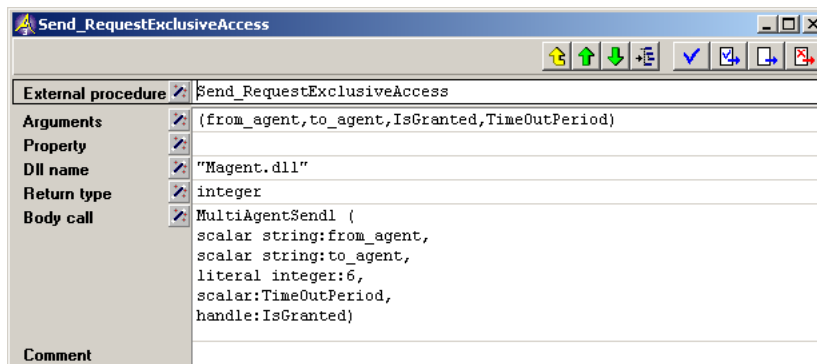 Send_RequestExclusiveAccess
External procedure Send_RequestExclusiveAccess
Arguments (from_agent,to_agent,IsGranted,TimeOutPeriod)
Property
Dll name "Magent.dll"
Return type integer
Body call MultiAgentSend1 (
scalar string:from_agent,
scalar string:to_agent,
literal integer:6,
scalar:TimeOutPeriod,
handle:IsGranted)
Comment